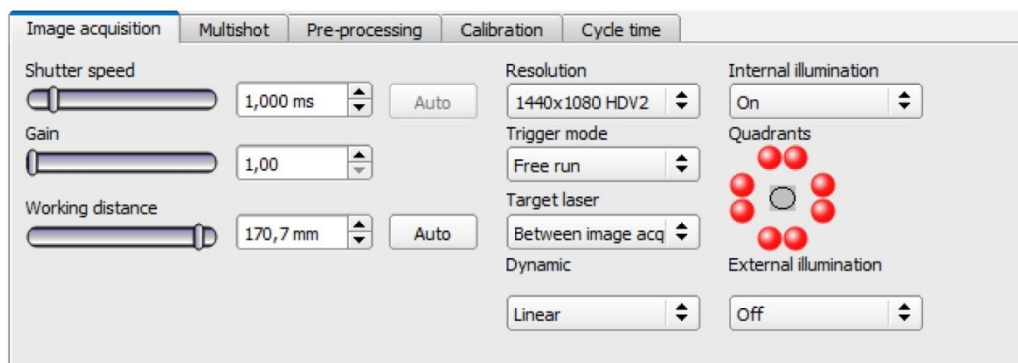 Image acquisition Multishot Pre-processing Calibration Cycle time
Shutter speed Resolution Internal illumination
1,000 ms Auto 1440x1080 HDV2 On
Gain Trigger mode Quadrants
1,00 Free run
Working distance Target laser
170,7 mm Auto Between image acq
Dynamic External illumination
Linear Off